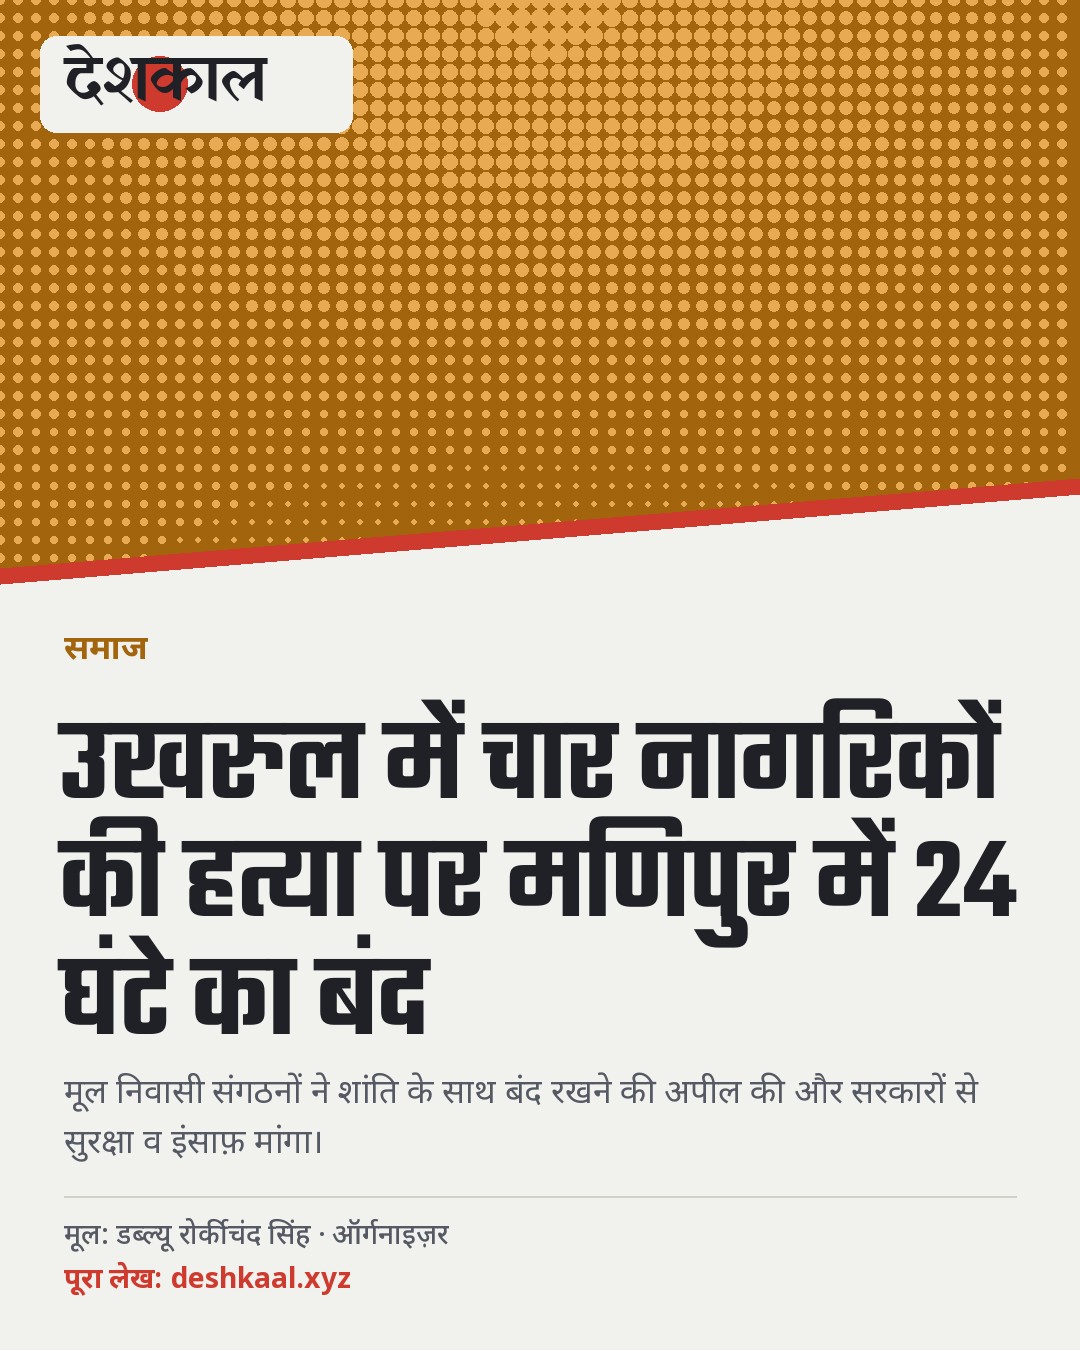 देशकाल
समाज
उखरुल में चार नागरिकों
की हत्या पर मणिपुर में 24
घंटे का बंद
मूल निवासी संगठनों ने शांति के साथ बंद रखने की अपील की और सरकारों से
सुरक्षा व इंसाफ़ मांगा।
मूल: डब्ल्यू रोर्कीचंद सिंह · ऑर्गनाइज़र
पूरा लेख: deshkaal.xyz